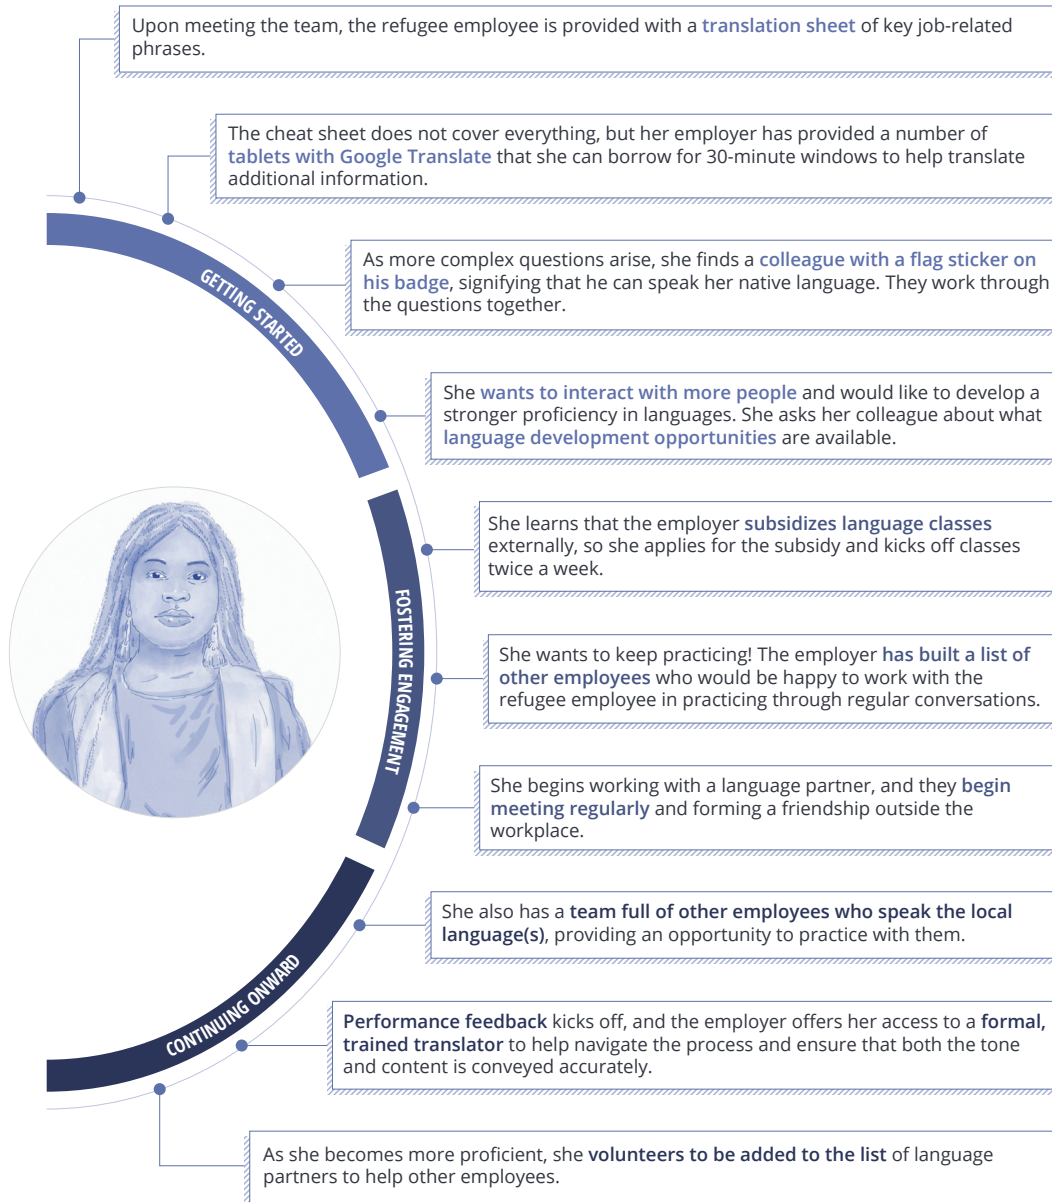 Upon meeting the team, the refugee employee is provided with a translation sheet of key job-related
phrases.
The cheat sheet does not cover everything, but her employer has provided a number of
tablets with Google Translate that she can borrow for 30-minute windows to help translate
additional information.
As more complex questions arise, she finds a colleague with a flag sticker on
his badge, signifying that he can speak her native language. They work through
the questions together.
GETTING STARTED
She wants to interact with more people and would like to develop a
stronger proficiency in languages. She asks her colleague about what
language development opportunities are available.
She learns that the employer subsidizes language classes
externally, so she applies for the subsidy and kicks off classes
twice a week.
FOSTERING ENGAGEMENT
She wants to keep practicing! The employer has built a list of
other employees who would be happy to work with the
refugee employee in practicing through regular conversations.
She begins working with a language partner, and they begin
meeting regularly and forming a friendship outside the
workplace.
She also has a team full of other employees who speak the local
language(s), providing an opportunity to practice with them.
CONTINUING ONWARD
Performance feedback kicks off, and the employer offers her access to a formal,
trained translator to help navigate the process and ensure that both the tone
and content is conveyed accurately.
As she becomes more proficient, she volunteers to be added to the list of language
partners to help other employees.